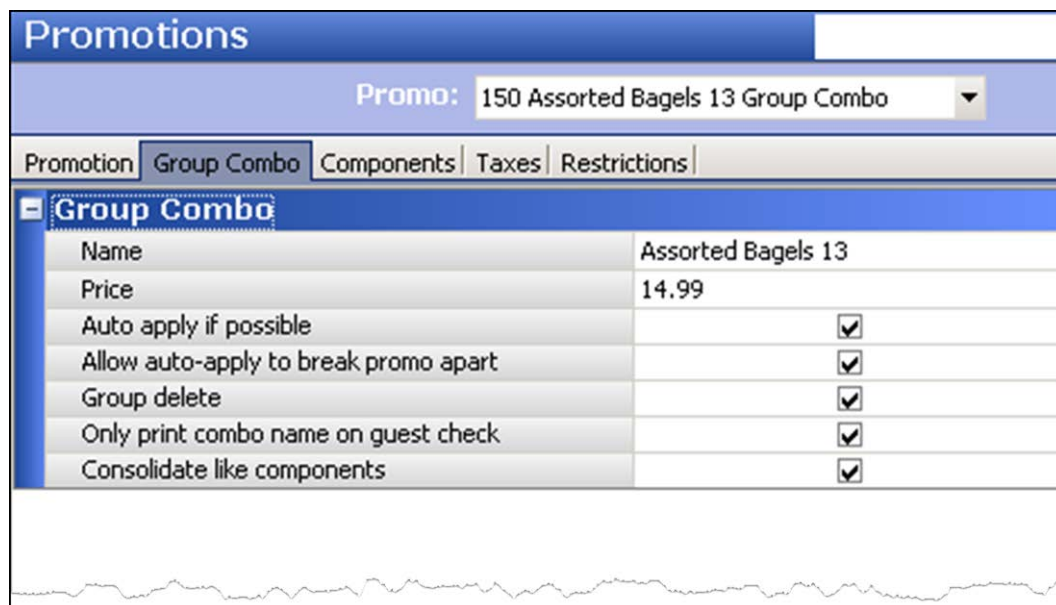 Promotions
Promo: 150 Assorted Bagels 13 Group Combo
Promotion Group Combo Components Taxes Restrictions
Group Combo
Name Assorted Bagels 13
Price 14.99
Auto apply if possible
Allow auto-apply to break promo apart
Group delete
Only print combo name on guest check
Consolidate like components